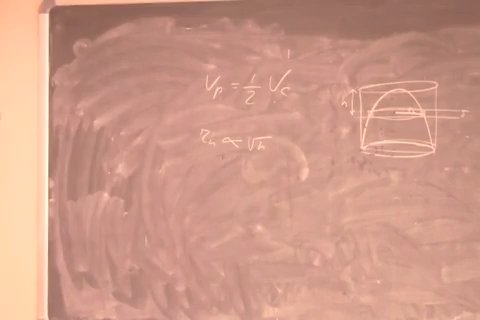 V_p = 1/2 V_c
r_h ∝ √h
h